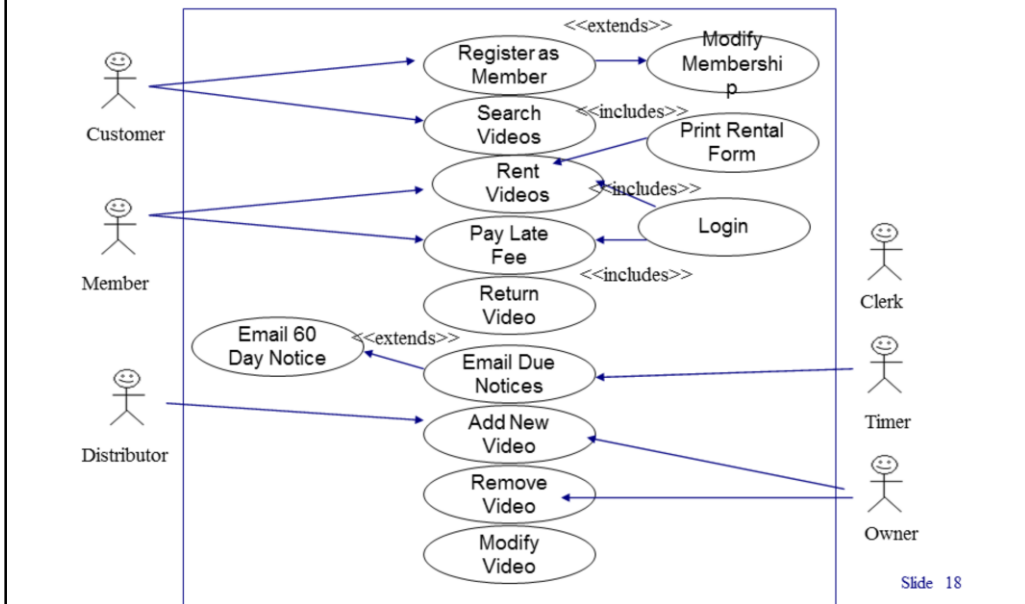 <<extends>>
Register as
Member
Modify
Membershi
p
Customer
Search
Videos
<<includes>>
Print Rental
Form
Rent
Videos
<<includes>>
Login
Member
Pay Late
Fee
<<includes>>
Clerk
Return
Video
Email 60
Day Notice
<<extends>>
Email Due
Notices
Timer
Distributor
Add New
Video
Remove
Video
Owner
Modify
Video
Slide 18